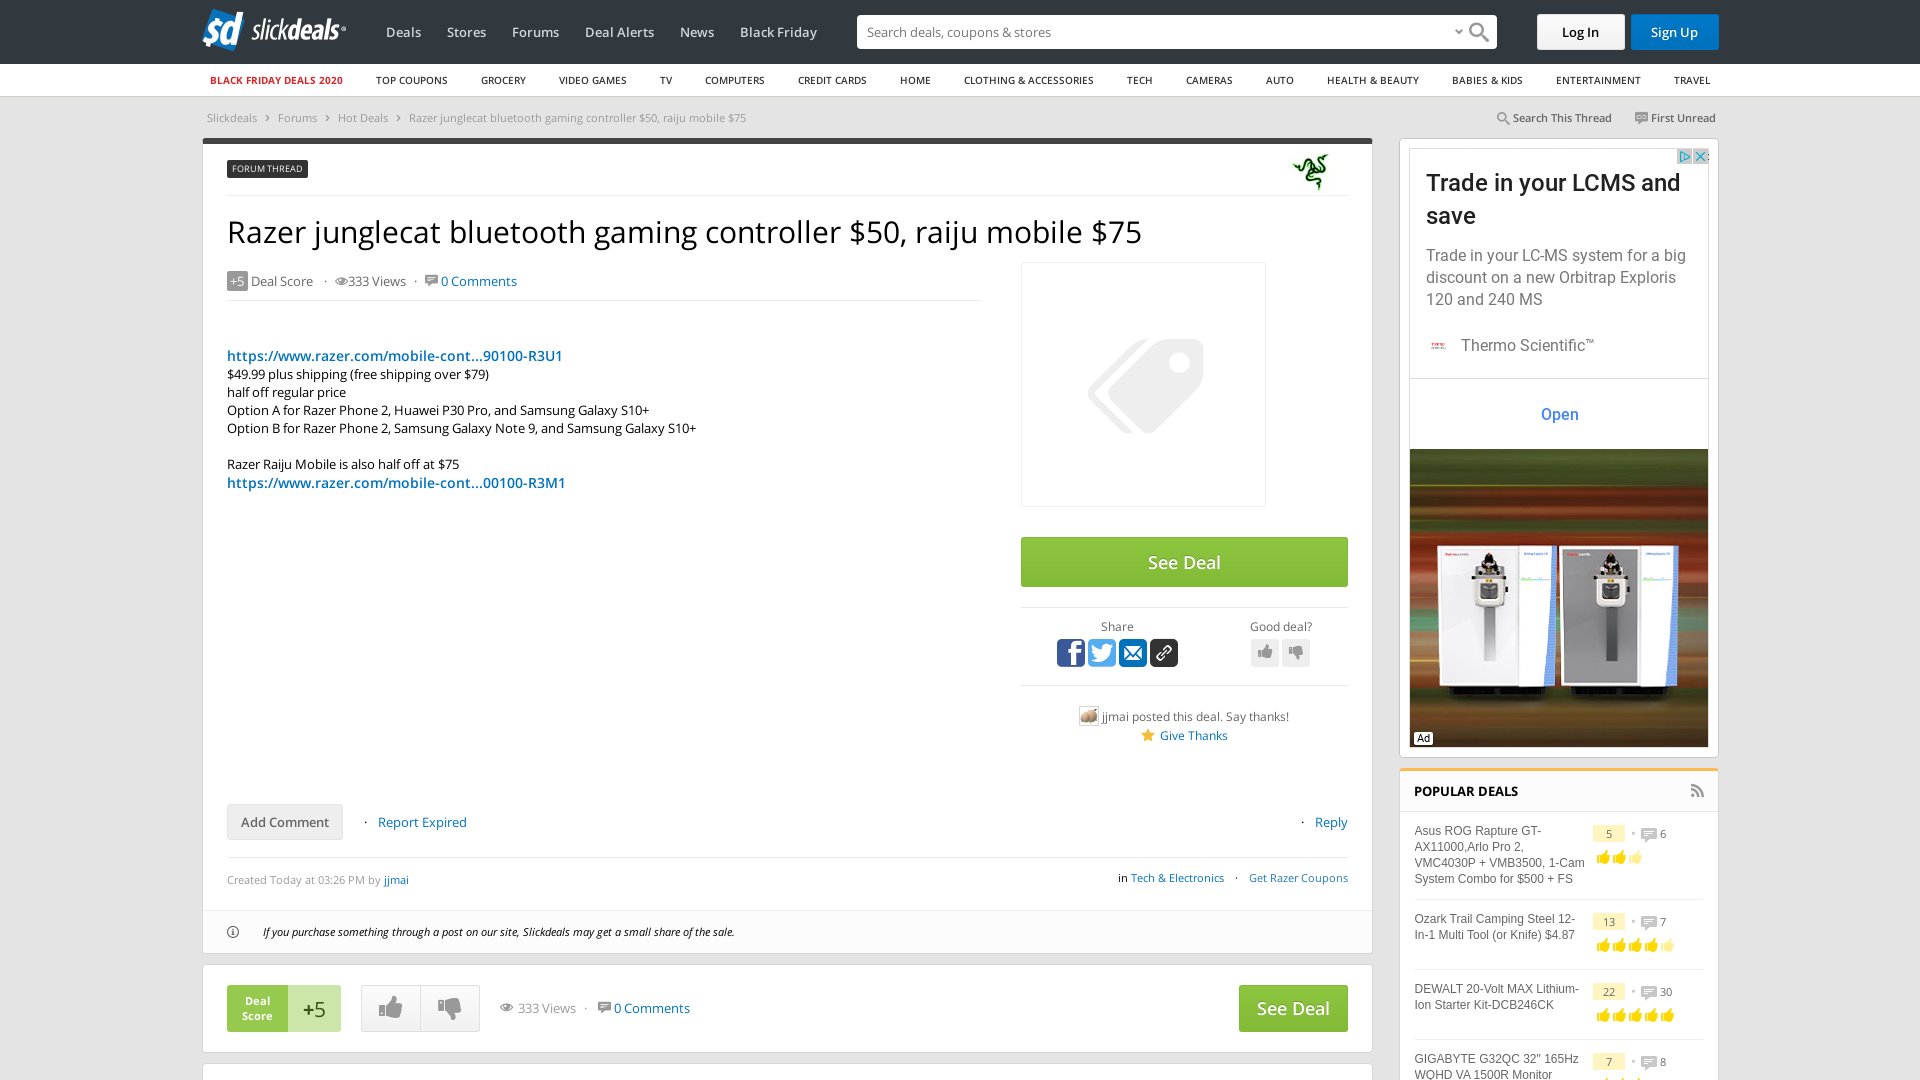 sd slickdeals
Deals Stores Forums Deal Alerts News Black Friday
Search deals, coupons & stores
Log In Sign Up
BLACK FRIDAY DEALS 2020 TOP COUPONS GROCERY VIDEO GAMES TV COMPUTERS CREDIT CARDS HOME CLOTHING & ACCESSORIES TECH CAMERAS AUTO HEALTH & BEAUTY BABIES & KIDS ENTERTAINMENT TRAVEL
Slickdeals › Forums › Hot Deals › Razer junglecat bluetooth gaming controller $50, raiju mobile $75
Search This Thread First Unread
FORUM THREAD
Razer junglecat bluetooth gaming controller $50, raiju mobile $75
+5 Deal Score · 333 Views · 0 Comments
https://www.razer.com/mobile-cont...90100-R3U1
$49.99 plus shipping (free shipping over $79)
half off regular price
Option A for Razer Phone 2, Huawei P30 Pro, and Samsung Galaxy S10+
Option B for Razer Phone 2, Samsung Galaxy Note 9, and Samsung Galaxy S10+
Razer Raiju Mobile is also half off at $75
https://www.razer.com/mobile-cont...00100-R3M1
See Deal
Share
Good deal?
jjmai posted this deal. Say thanks!
Give Thanks
Add Comment · Report Expired
· Reply
Created Today at 03:26 PM by jjmai
in Tech & Electronics · Get Razer Coupons
If you purchase something through a post on our site, Slickdeals may get a small share of the sale.
Deal
Score
+5
333 Views · 0 Comments
See Deal
Trade in your LCMS and
save
Trade in your LC-MS system for a big
discount on a new Orbitrap Exploris
120 and 240 MS
Thermo Scientific™
Open
Ad
POPULAR DEALS
Asus ROG Rapture GT-
AX11000,Arlo Pro 2,
VMC4030P + VMB3500, 1-Cam
System Combo for $500 + FS
5 • 6
Ozark Trail Camping Steel 12-
In-1 Multi Tool (or Knife) $4.87
13 • 7
DEWALT 20-Volt MAX Lithium-
Ion Starter Kit-DCB246CK
22 • 30
GIGABYTE G32QC 32" 165Hz
WQHD VA 1500R Monitor
7 • 8